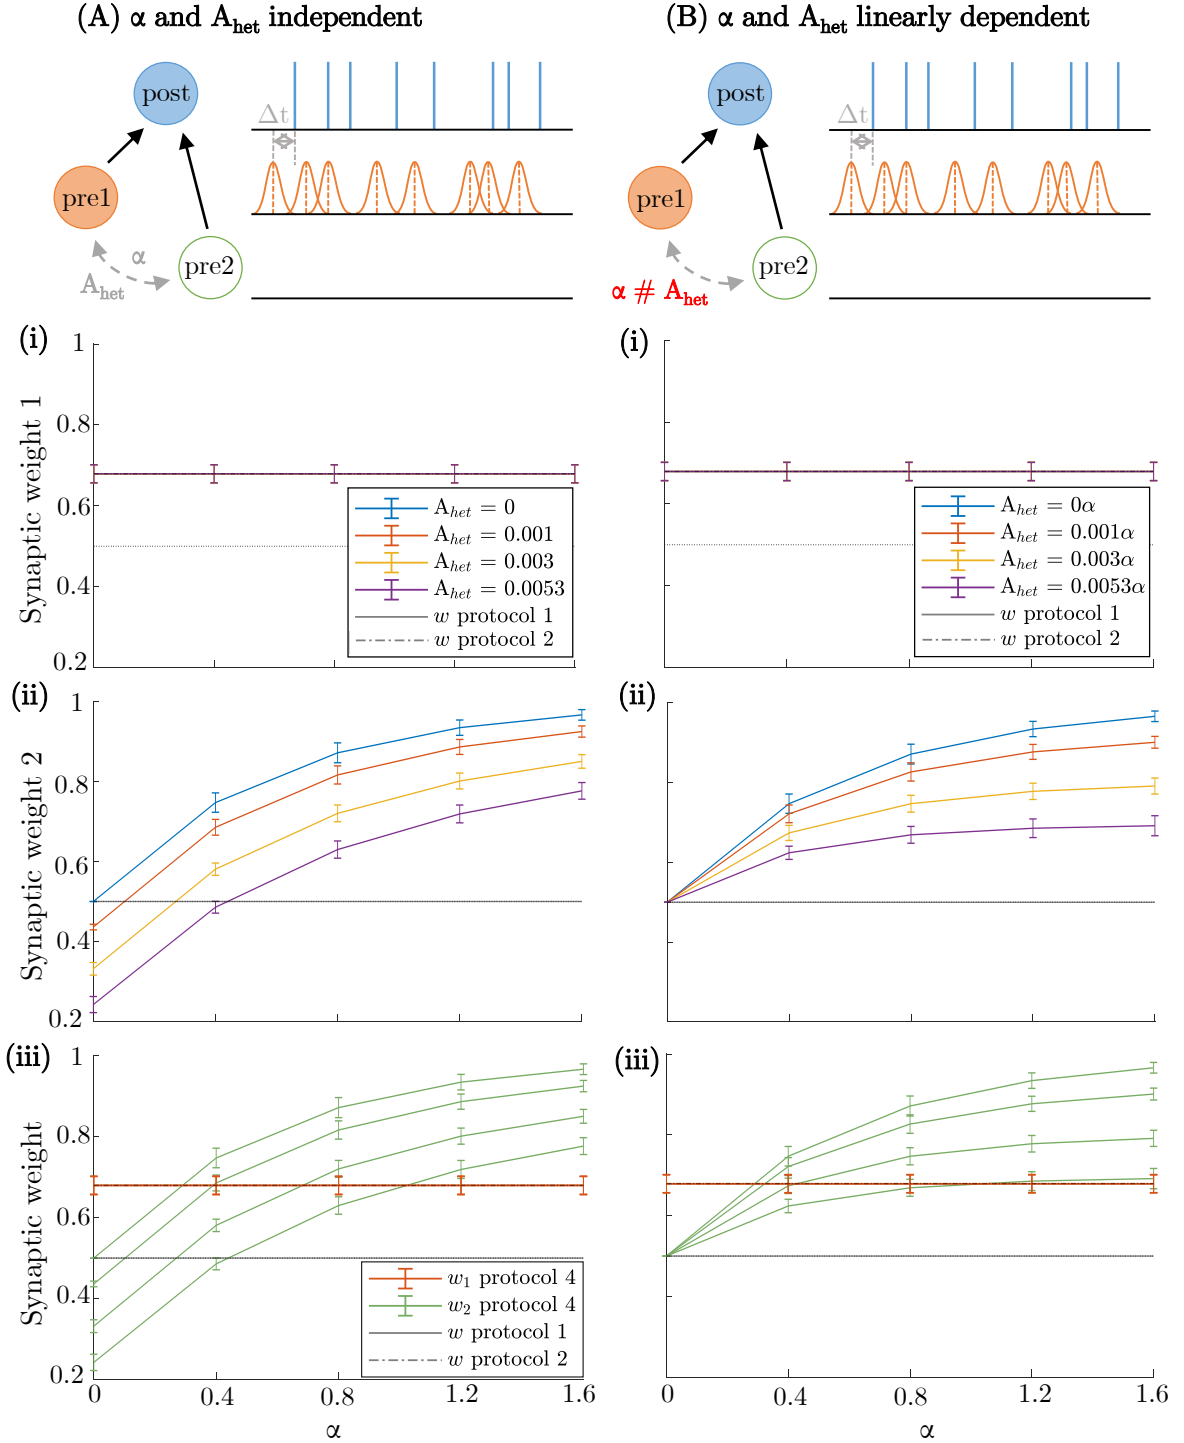 (A) α and A_het independent
post
Δt
pre1
α
A_het
pre2
(B) α and A_het linearly dependent
post
Δt
pre1
pre2
α # A_het
(i)
Synaptic weight 1
1
0.8
0.6
0.4
0.2
A_het = 0
A_het = 0.001
A_het = 0.003
A_het = 0.0053
w protocol 1
w protocol 2
(i)
A_het = 0α
A_het = 0.001α
A_het = 0.003α
A_het = 0.0053α
w protocol 1
w protocol 2
(ii)
Synaptic weight 2
1
0.8
0.6
0.4
0.2
(ii)
(iii)
Synaptic weight
1
0.8
0.6
0.4
0.2
w₁ protocol 4
w₂ protocol 4
w protocol 1
w protocol 2
0 0.4 0.8 1.2 1.6
α
(iii)
0 0.4 0.8 1.2 1.6
α